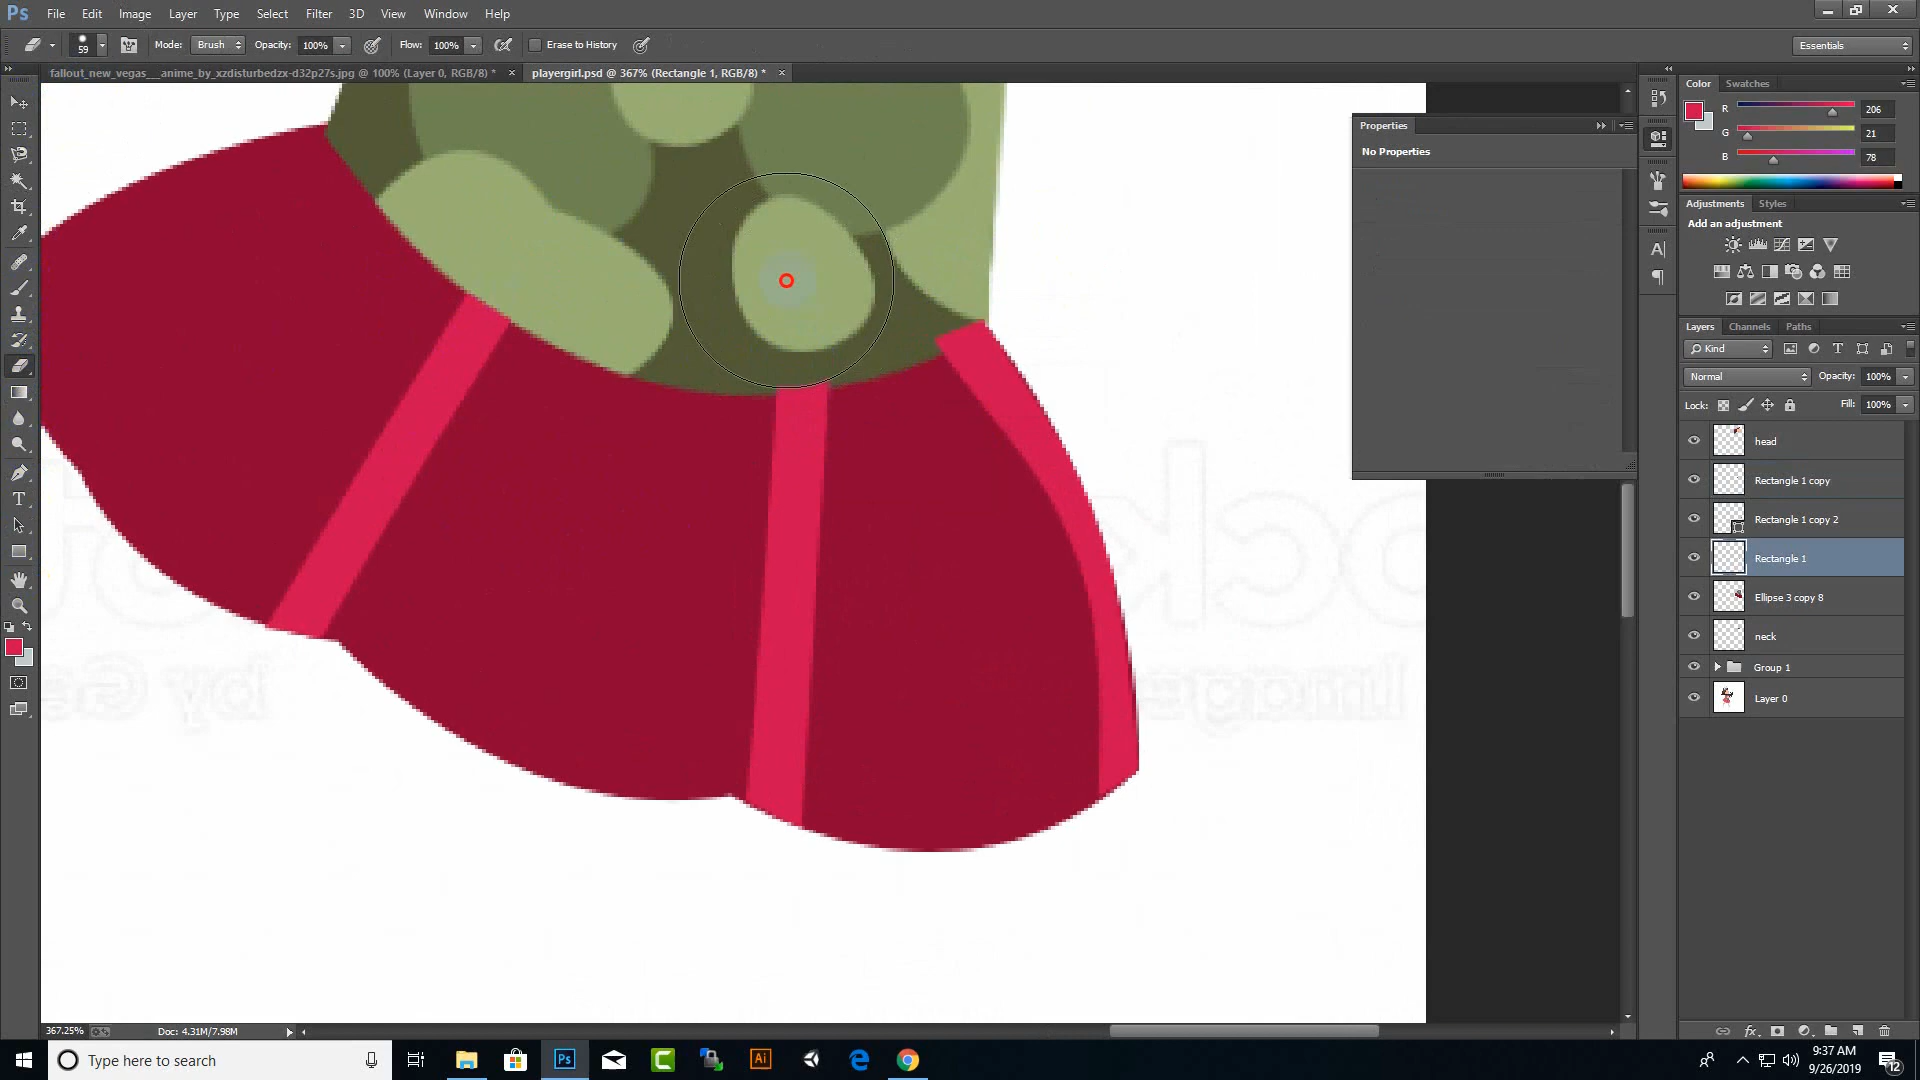 Ps File Edit Image Layer Type Select Filter 3D View Window Help
59 Mode: Brush Opacity: 100% Flow: 100% Erase to History Essentials
fallout_new_vegas___anime_by_xzdisturbedzx-d32p27s.jpg @ 100% (Layer 0, RGB/8) * × playergirl.psd @ 367% (Rectangle 1, RGB/8) * ×
Color Swatches
R 206
G 21
B 78
Properties
No Properties
Adjustments Styles
Add an adjustment
Layers Channels Paths
Kind
Normal Opacity: 100%
Lock: Fill: 100%
head
Rectangle 1 copy
Rectangle 1 copy 2
Rectangle 1
Ellipse 3 copy 8
neck
Group 1
Layer 0
367.25% Doc: 4.31M/7.98M
Type here to search
Ps
Ai
9:37 AM
9/26/2019
12